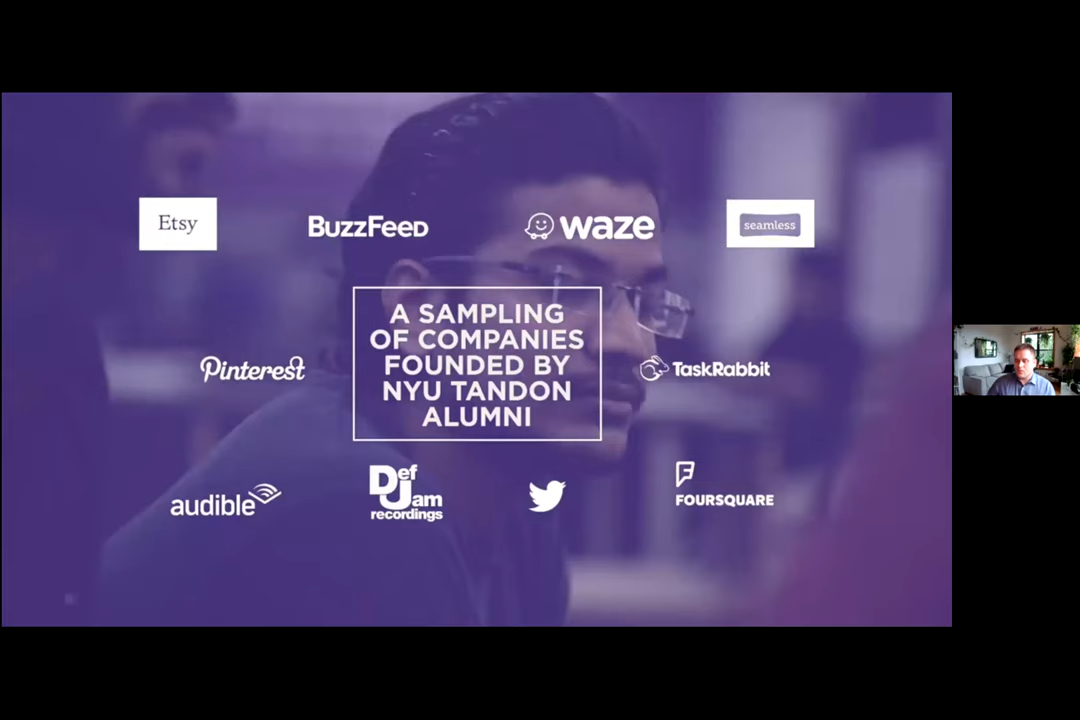 Etsy
BuzzFeed
waze
seamless
A SAMPLING
OF COMPANIES
FOUNDED BY
NYU TANDON
ALUMNI
Pinterest
TaskRabbit
audible
Def
Jam
recordings
FOURSQUARE